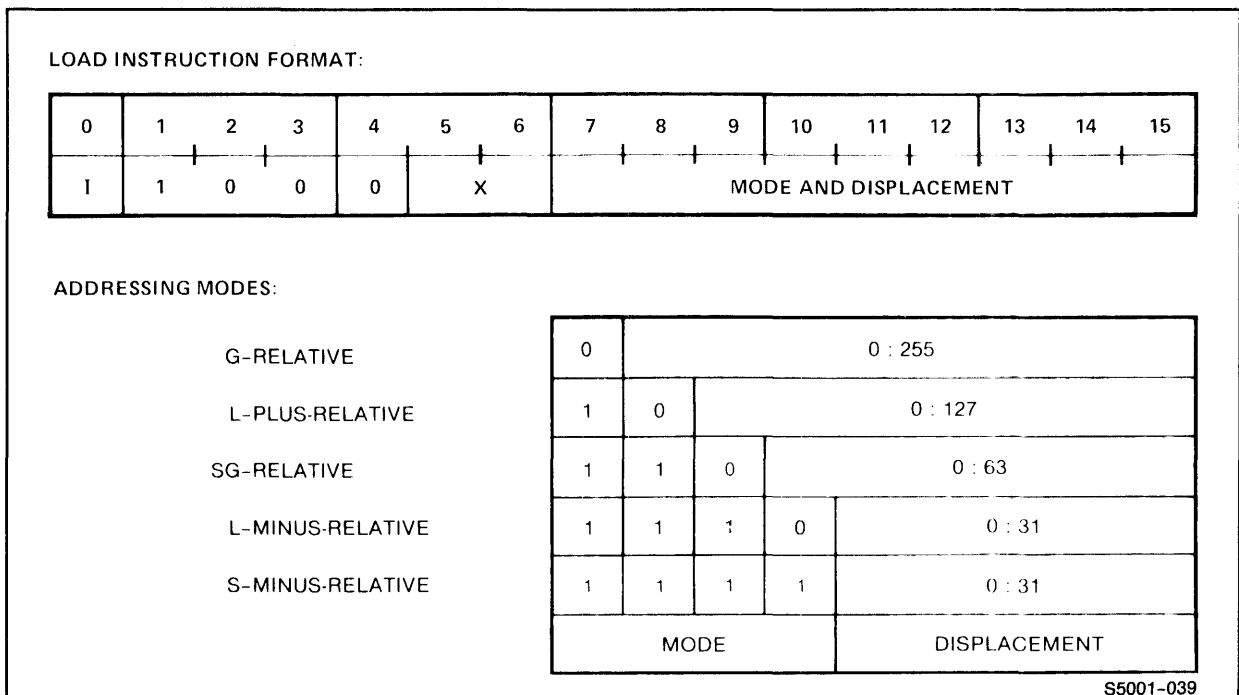 LOAD INSTRUCTION FORMAT:
0 1 2 3 4 5 6 7 8 9 10 11 12 13 14 15
I 1 0 0 0 X MODE AND DISPLACEMENT
ADDRESSING MODES:
G-RELATIVE 0 0 : 255
L-PLUS-RELATIVE 1 0 0 : 127
SG-RELATIVE 1 1 0 0 : 63
L-MINUS-RELATIVE 1 1 1 0 0 : 31
S-MINUS-RELATIVE 1 1 1 1 0 : 31
MODE DISPLACEMENT
S5001-039